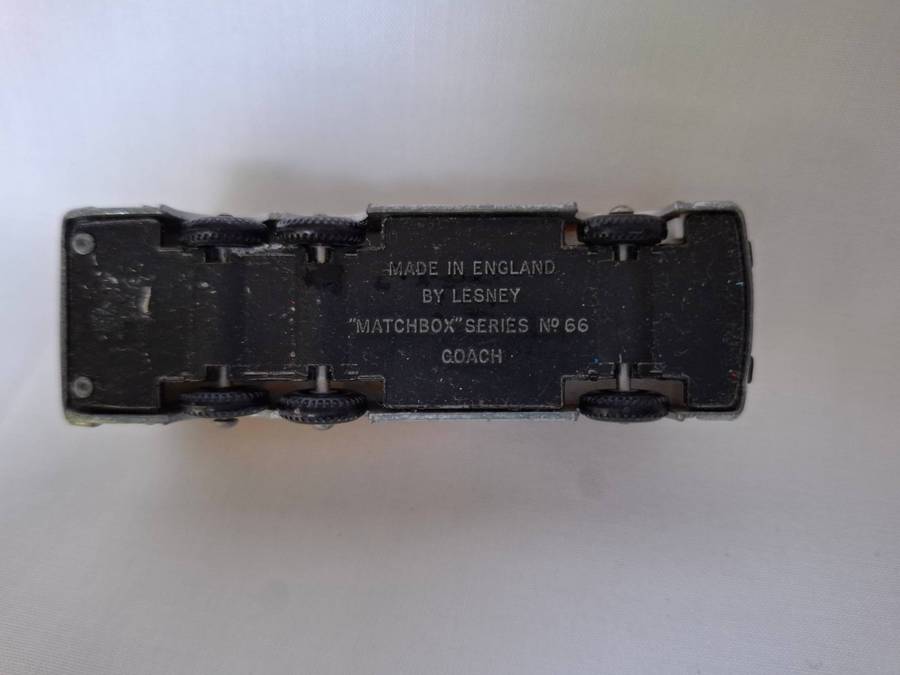 MADE IN ENGLAND
BY LESNEY
"MATCHBOX" SERIES Nº 66
COACH